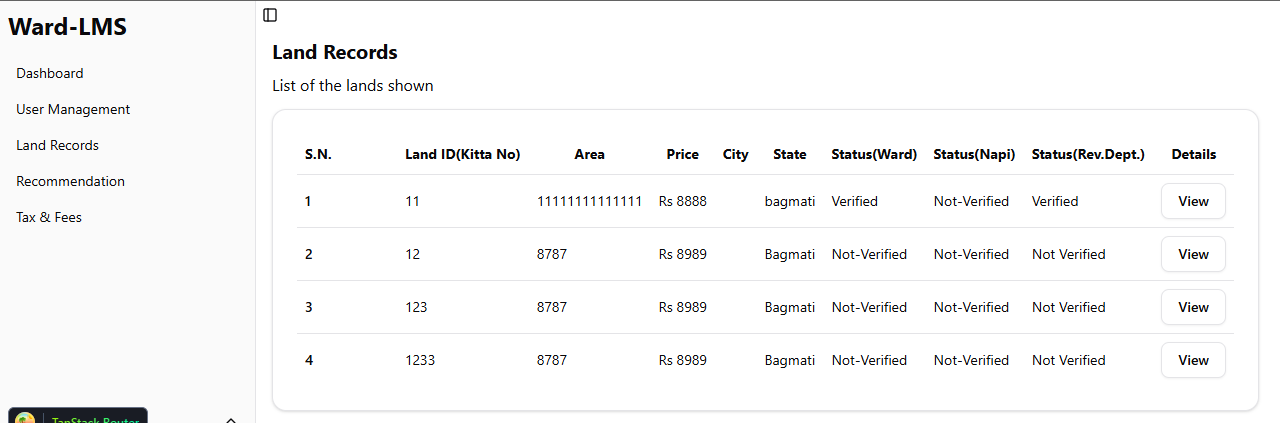 Ward-LMS
Dashboard
User Management
Land Records
Recommendation
Tax & Fees
TanStack Router
Land Records
List of the lands shown
S.N. Land ID(Kitta No) Area Price City State Status(Ward) Status(Napi) Status(Rev.Dept.) Details
1 11 11111111111111 Rs 8888 bagmati Verified Not-Verified Verified View
2 12 8787 Rs 8989 Bagmati Not-Verified Not-Verified Not Verified View
3 123 8787 Rs 8989 Bagmati Not-Verified Not-Verified Not Verified View
4 1233 8787 Rs 8989 Bagmati Not-Verified Not-Verified Not Verified View